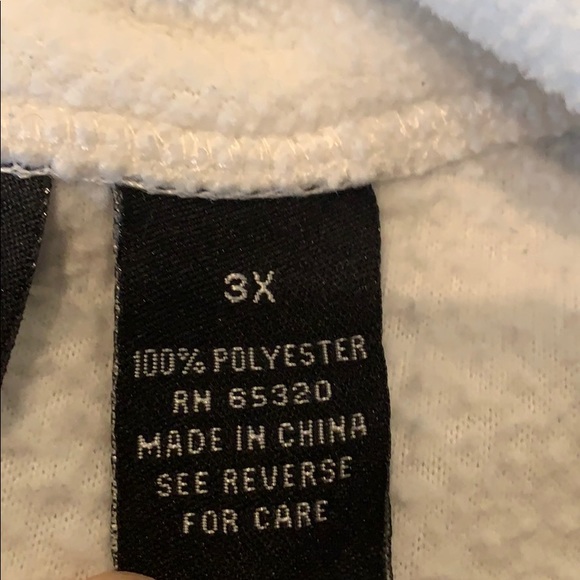 3X
100% POLYESTER
RN 65320
MADE IN CHINA
SEE REVERSE
FOR CARE